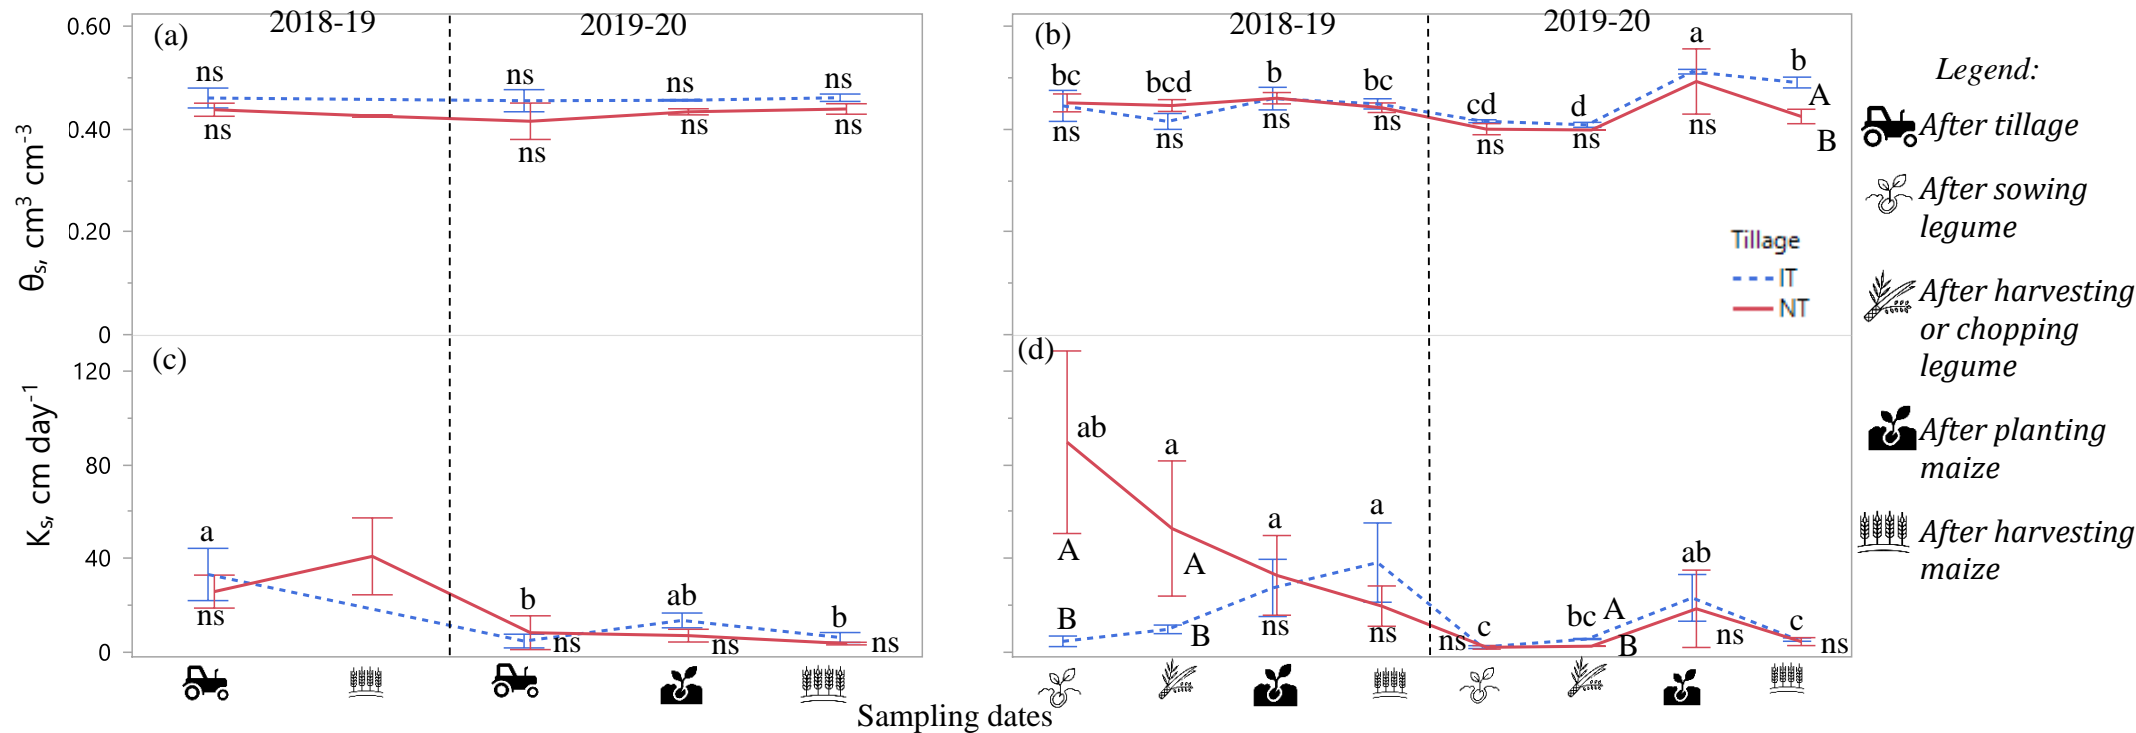 2018-19
2019-20
(a)
0.60
0.40
0.20
0
θs, cm³ cm⁻³
ns
ns
ns
ns
ns
ns
ns
ns
2018-19
2019-20
(b)
bc
bcd
b
bc
cd
d
a
b
A
B
ns
ns
ns
ns
ns
ns
ns
Tillage
IT
NT
(c)
120
80
40
0
Ks, cm day⁻¹
a
ns
b
ns
ab
ns
b
ns
(d)
ab
A
B
a
A
B
a
ns
a
ns
c
ns
bc
A
B
ab
ns
c
ns
Sampling dates
Legend:
After tillage
After sowing
legume
After harvesting
or chopping
legume
After planting
maize
After harvesting
maize